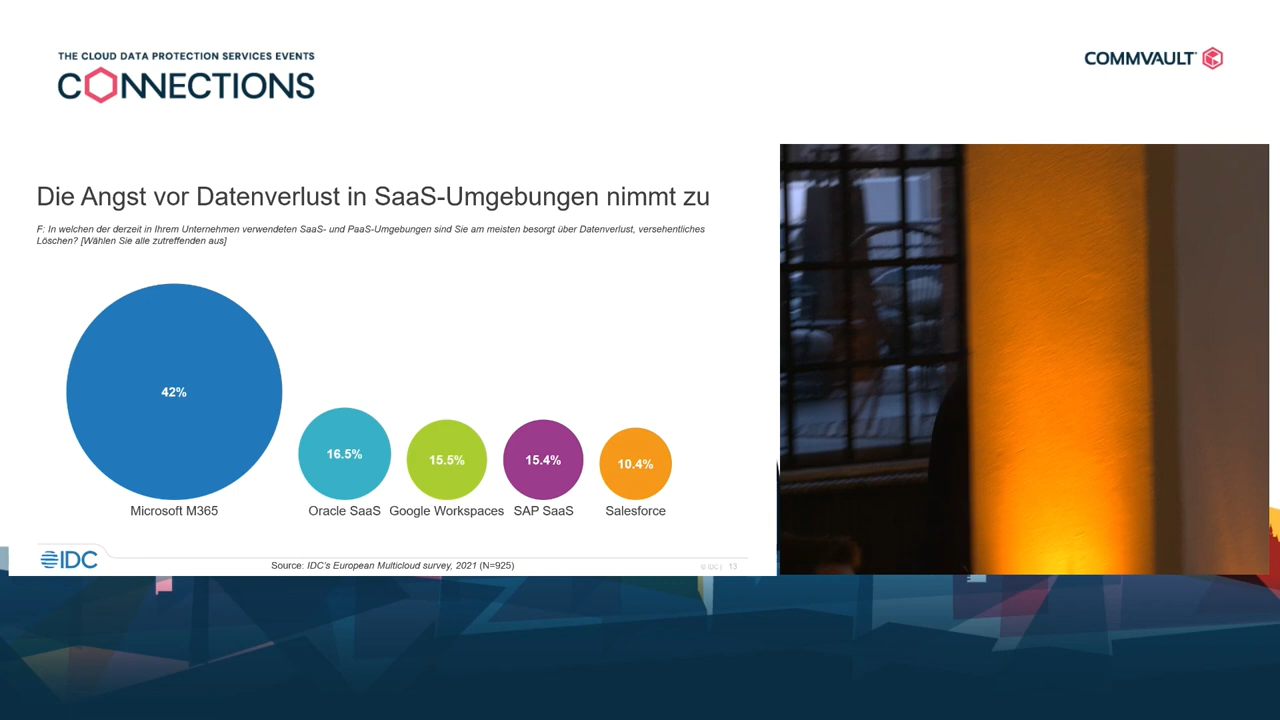 THE CLOUD DATA PROTECTION SERVICES EVENTS
CONNECTIONS
COMMVAULT
Die Angst vor Datenverlust in SaaS-Umgebungen nimmt zu
F: In welchen der derzeit in Ihrem Unternehmen verwendeten SaaS- und PaaS-Umgebungen sind Sie am meisten besorgt über Datenverlust, versehentliches
Löschen? [Wählen Sie alle zutreffenden aus]
42%
16.5%
15.5%
15.4%
10.4%
Microsoft M365
Oracle SaaS
Google Workspaces
SAP SaaS
Salesforce
IDC
Source: IDC's European Multicloud survey, 2021 (N=925)
© IDC | 13